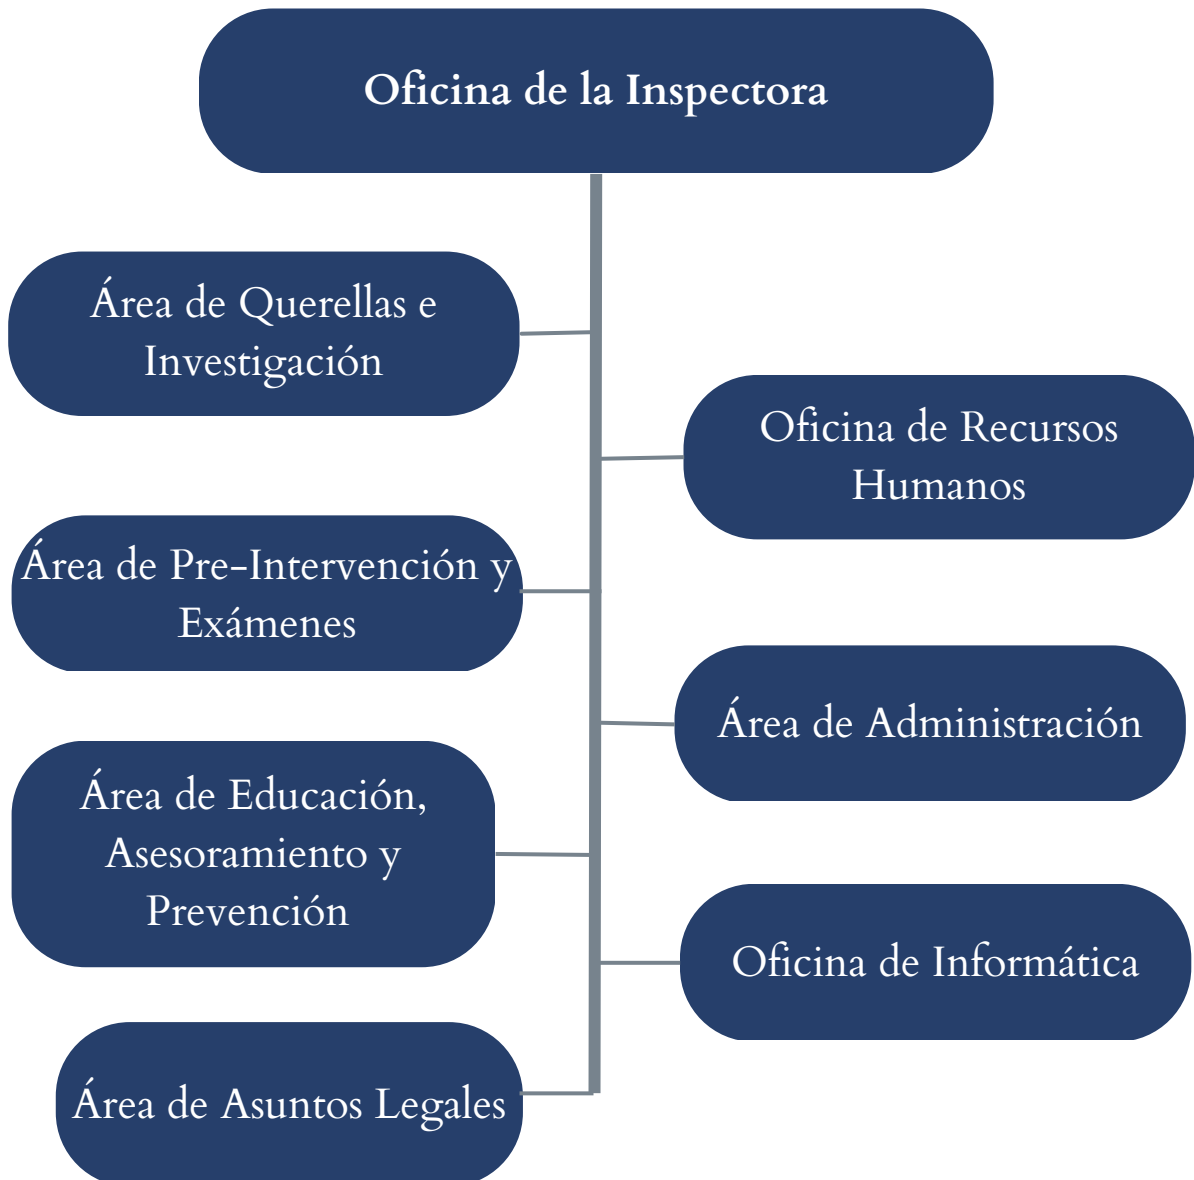 Oficina de la Inspectora
Área de Querellas e
Investigación
Oficina de Recursos
Humanos
Área de Pre-Intervención y
Exámenes
Área de Administración
Área de Educación,
Asesoramiento y
Prevención
Oficina de Informática
Área de Asuntos Legales